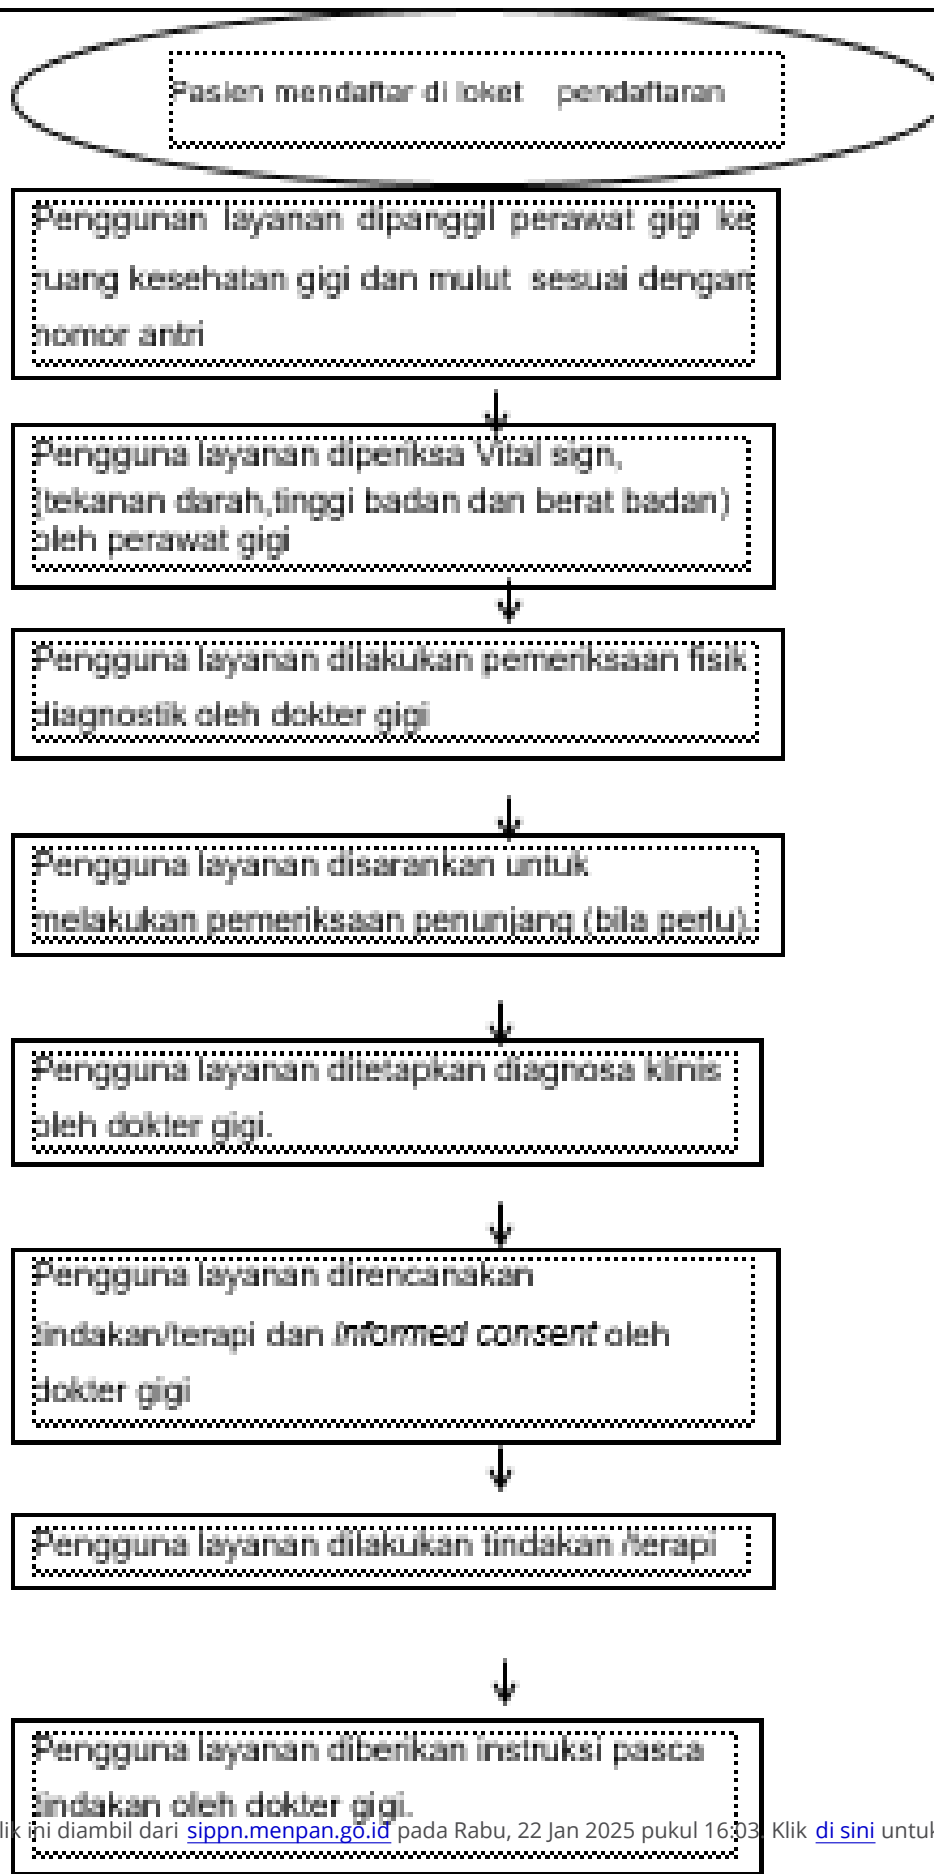 Pasien mendaftar di loket pendaftaran
Penggunan layanan dipanggil perawat gigi ke
ruang kesehatan gigi dan mulut sesuai dengan
nomor antri
Pengguna layanan diperiksa Vital sign,
(tekanan darah,tinggi badan dan berat badan)
oleh perawat gigi
Pengguna layanan dilakukan pemeriksaan fisik
diagnostik oleh dokter gigi
Pengguna layanan disarankan untuk
melakukan pemeriksaan penunjang (bila perlu).
Pengguna layanan ditetapkan diagnosa klinis
oleh dokter gigi.
Pengguna layanan direncanakan
tindakan/terapi dan informed consent oleh
dokter gigi
Pengguna layanan dilakukan tindakan /terapi
Pengguna layanan diberikan instruksi pasca
tindakan oleh dokter gigi.
lik ini diambil dari sippn.menpan.go.id pada Rabu, 22 Jan 2025 pukul 16:03. Klik di sini untuk